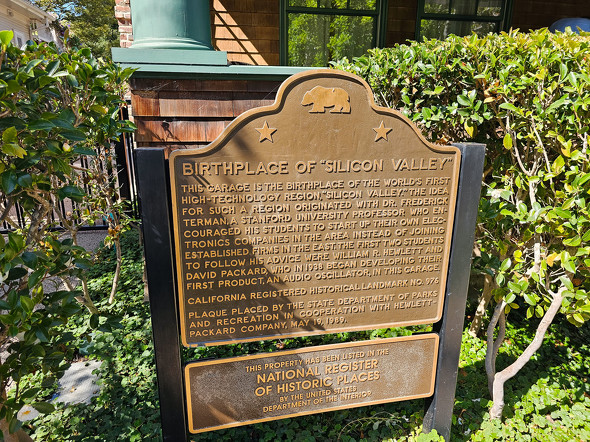 BIRTHPLACE OF "SILICON VALLEY"
THIS GARAGE IS THE BIRTHPLACE OF THE WORLD'S FIRST
HIGH-TECHNOLOGY REGION, "SILICON VALLEY." THE IDEA
FOR SUCH A REGION ORIGINATED WITH DR. FREDERICK
TERMAN, A STANFORD UNIVERSITY PROFESSOR WHO EN-
COURAGED HIS STUDENTS TO START UP THEIR OWN ELEC-
TRONICS COMPANIES IN THE AREA INSTEAD OF JOINING
ESTABLISHED FIRMS IN THE EAST. THE FIRST TWO STUDENTS
TO FOLLOW HIS ADVICE WERE WILLIAM R. HEWLETT AND
DAVID PACKARD, WHO IN 1938 BEGAN DEVELOPING THEIR
FIRST PRODUCT, AN AUDIO OSCILLATOR, IN THIS GARAGE.
CALIFORNIA REGISTERED HISTORICAL LANDMARK NO. 976
PLAQUE PLACED BY THE STATE DEPARTMENT OF PARKS
AND RECREATION IN COOPERATION WITH HEWLETT-
PACKARD COMPANY, MAY 19, 1989.
THIS PROPERTY HAS BEEN LISTED IN THE
NATIONAL REGISTER
OF HISTORIC PLACES
BY THE UNITED STATES
DEPARTMENT OF THE INTERIOR